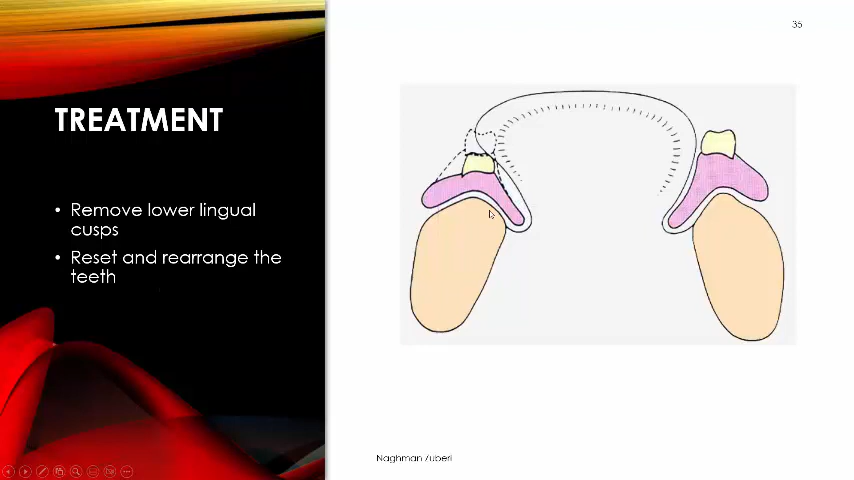 35
TREATMENT
• Remove lower lingual
cusps
• Reset and rearrange the
teeth
Naghman Zuberi